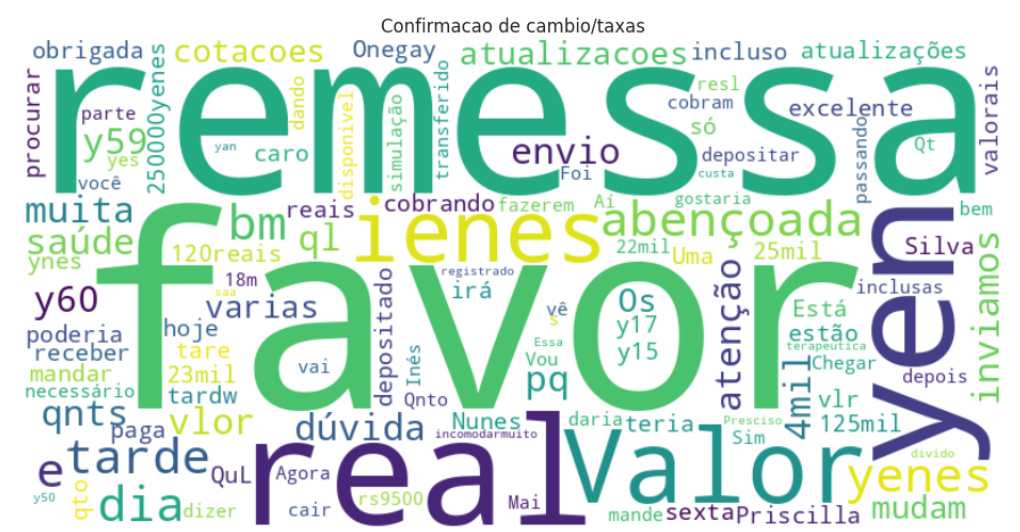 Confirmacao de cambio/taxas
obrigada
cotacoes
Onegay
atualizacoes
incluso
atualizações
remessa
procurar
parte
y59
yes
você
250000yenes
yan
caro
dando
disponivel
simulação
transferido
envio
Foi
resl
cobram
só
depositar
custa
excelente
passando
Qt
valorais
muita
saúde
ynes
bm
reais
ql
120reais
18m
cobrando
ienes
fazerem
Aí
gostaria
abençoada
22mil
Uma
25mil
bem
Silva
yen
favor
y60
varias
saa
registrado
irá
depositado
vê
s
Os
y17
y15
Essa
atenção
inclusas
Está
estão
terapeutica
Chegar
depois
inviamos
poderia
receber
mandar
necessário
hoje
tare
23mil
tardw
vai
Inés
Qnto
Vou
pq
4mil
vlr
125mil
qnts
paga
vlor
dúvida
incomodarmuito
Nunes
daria
teria
Presciso
Sim
divido
e
y50
tarde
qto
dia
dizer
QuL
Agora
cair
real
rs9500
Mai
Valor
mande
sexta
Priscilla
yenes
mudam